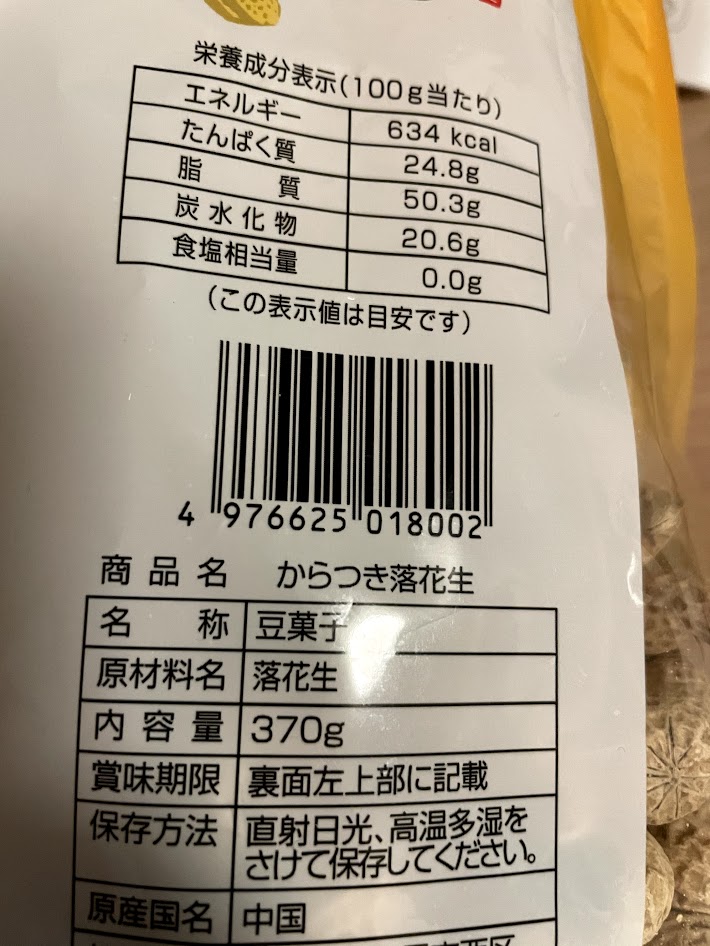 栄養成分表示(100g当たり)
エネルギー 634 kcal
たんぱく質 24.8g
脂質 50.3g
炭水化物 20.6g
食塩相当量 0.0g
(この表示値は目安です)
4 976625 018002
商品名 からつき落花生
名称 豆菓子
原材料名 落花生
内容量 370g
賞味期限 裏面左上部に記載
保存方法 直射日光、高温多湿を
さけて保存してください。
原産国名 中国